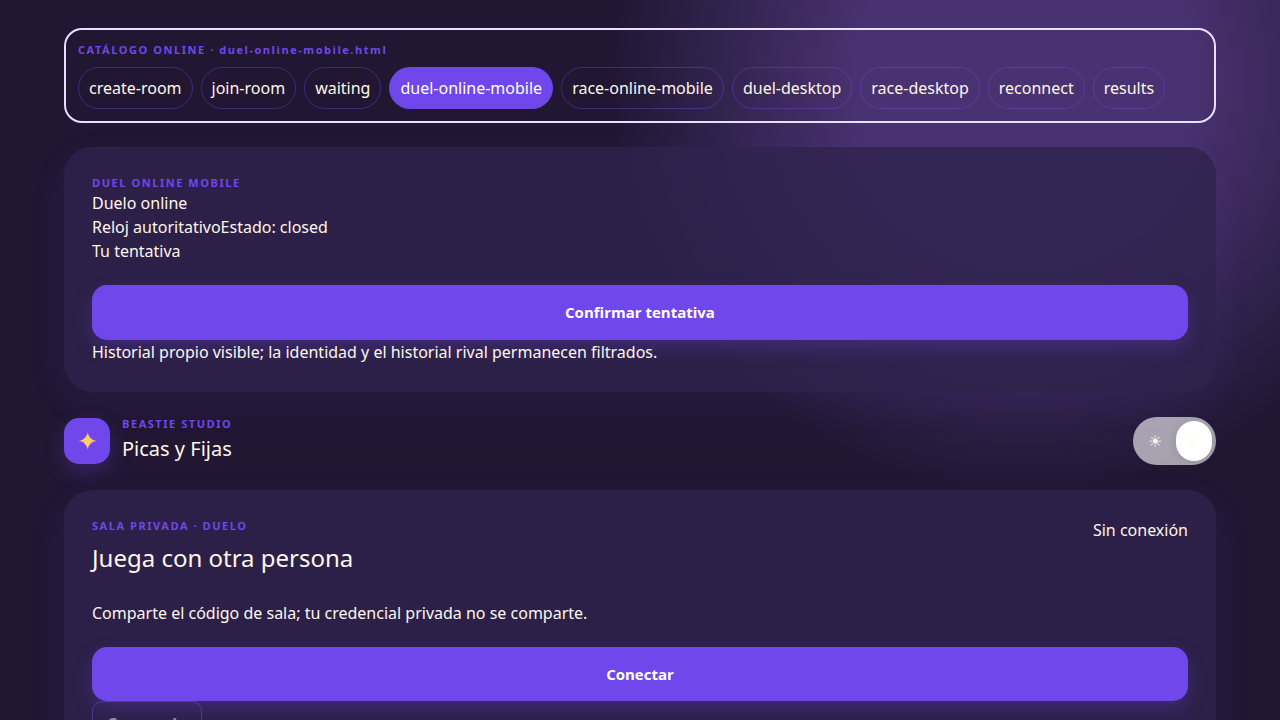 CATÁLOGO ONLINE · duel-online-mobile.html
create-room join-room waiting duel-online-mobile race-online-mobile duel-desktop race-desktop reconnect results
DUEL ONLINE MOBILE
Duelo online
Reloj autoritativoEstado: closed
Tu tentativa
Confirmar tentativa
Historial propio visible; la identidad y el historial rival permanecen filtrados.
BEASTIE STUDIO
Picas y Fijas
SALA PRIVADA · DUELO
Sin conexión
Juega con otra persona
Comparte el código de sala; tu credencial privada no se comparte.
Conectar